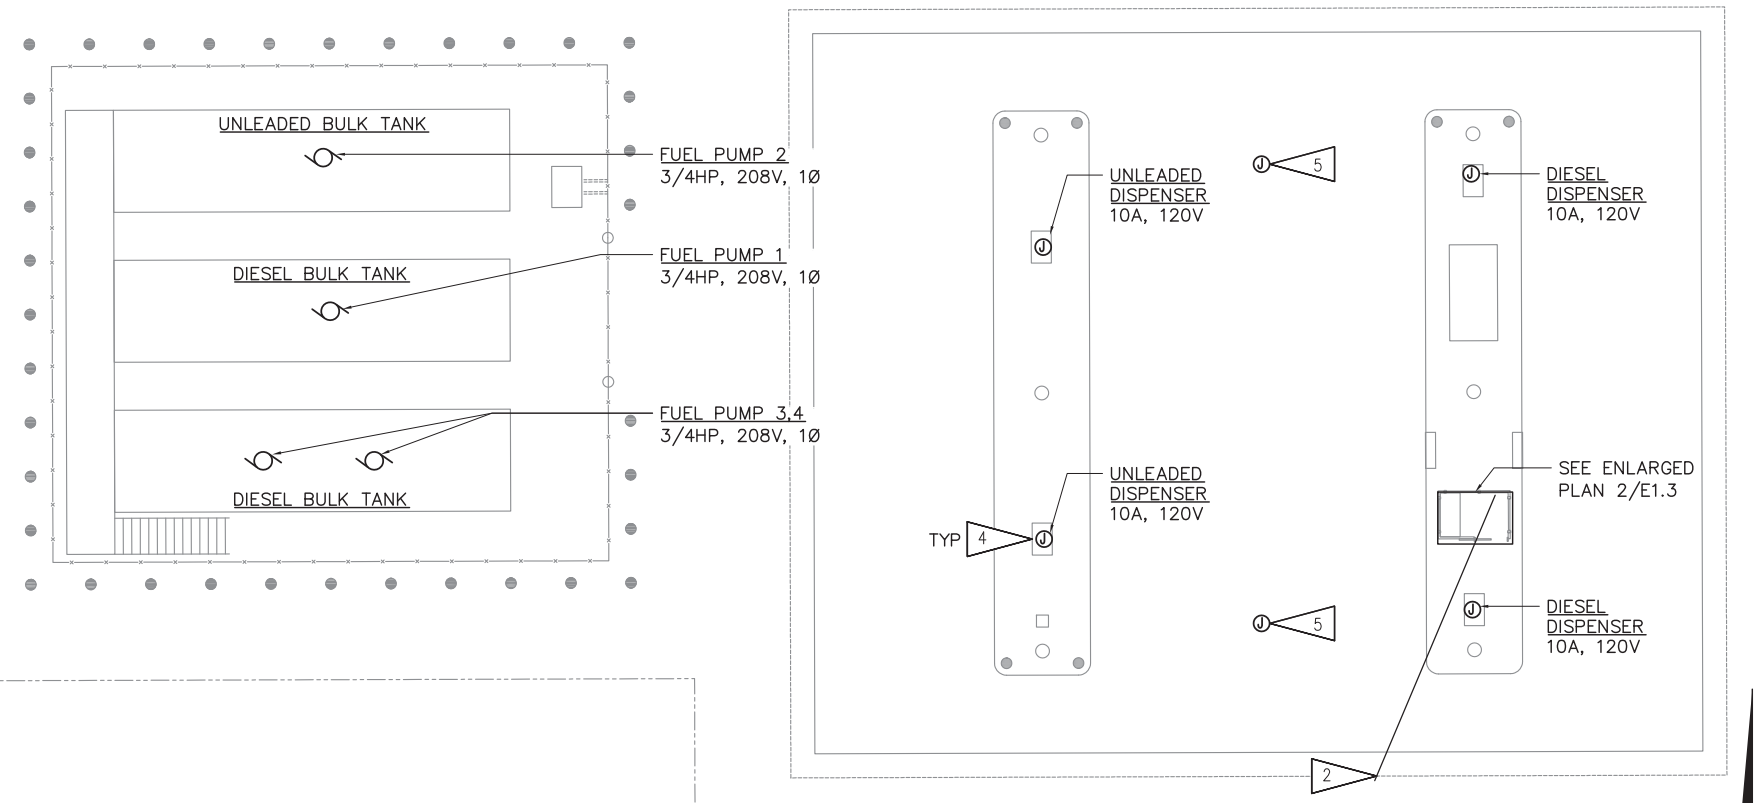 UNLEADED BULK TANK
FUEL PUMP 2
3/4HP, 208V, 1Ø
DIESEL BULK TANK
FUEL PUMP 1
3/4HP, 208V, 1Ø
FUEL PUMP 3,4
3/4HP, 208V, 1Ø
DIESEL BULK TANK
UNLEADED
DISPENSER
10A, 120V
J
UNLEADED
DISPENSER
10A, 120V
TYP
4
J
J
5
J
5
J
DIESEL
DISPENSER
10A, 120V
SEE ENLARGED
PLAN 2/E1.3
J
DIESEL
DISPENSER
10A, 120V
2